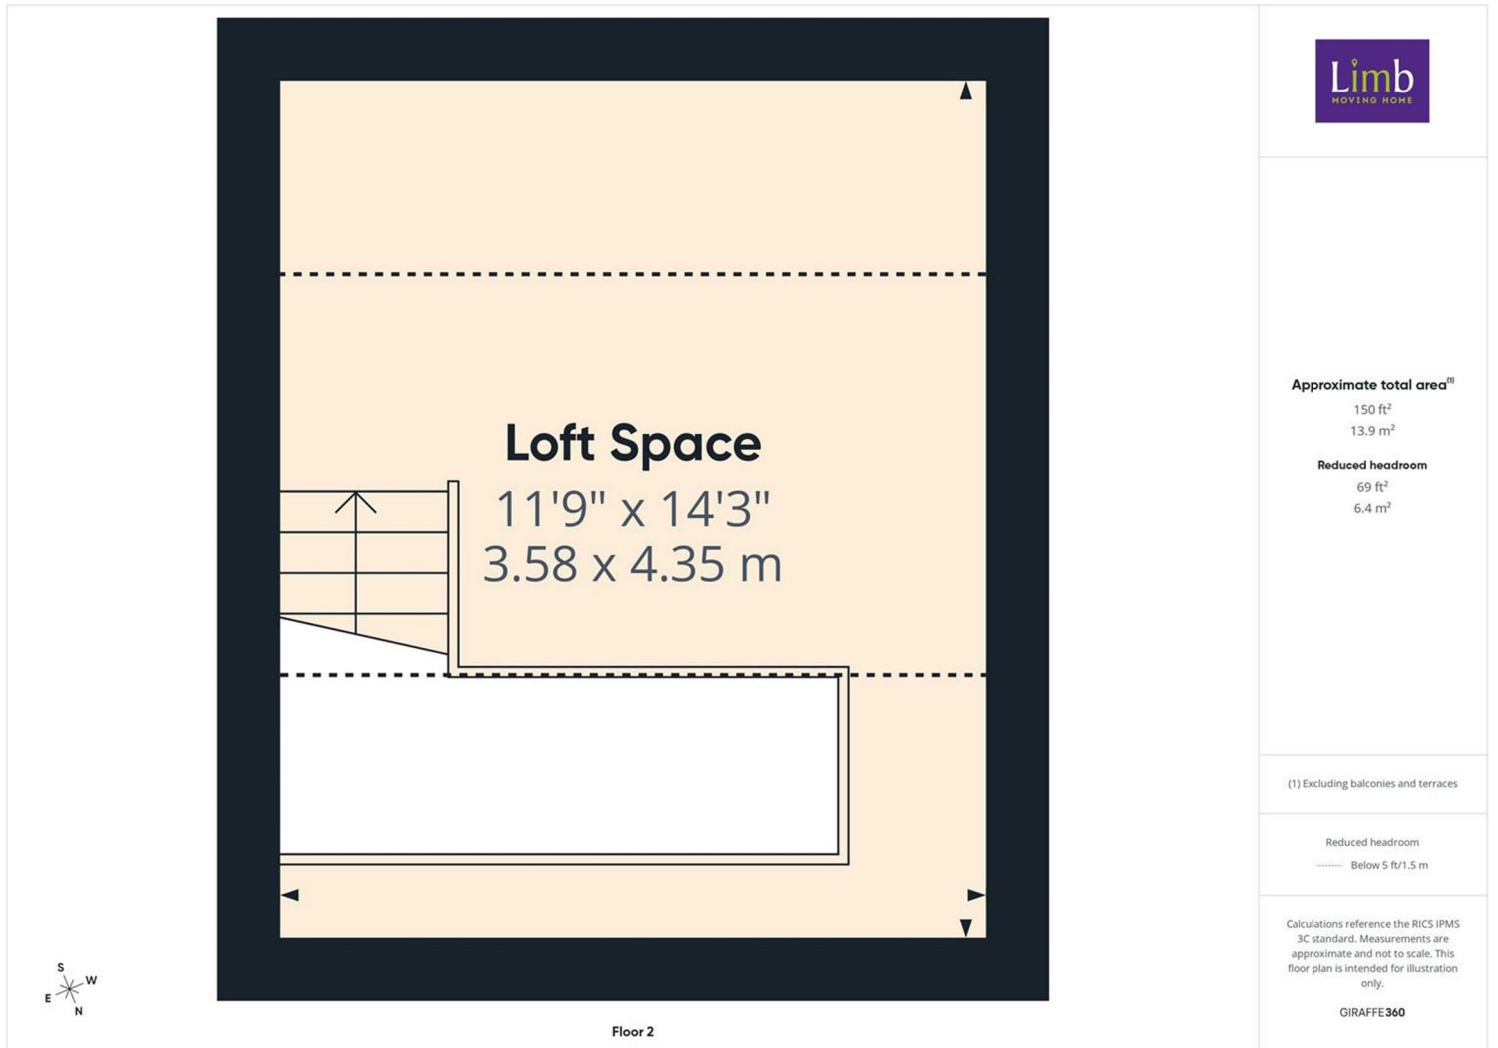 Loft Space
11'9" x 14'3"
3.58 x 4.35 m
S
W
E
N
Floor 2
Limb
MOVING HOME
Approximate total area(1)
150 ft²
13.9 m²
Reduced headroom
69 ft²
6.4 m²
(1) Excluding balconies and terraces
Reduced headroom
Below 5 ft/1.5 m
Calculations reference the RICS IPMS
3C standard. Measurements are
approximate and not to scale. This
floor plan is intended for illustration
only.
GIRAFFE360